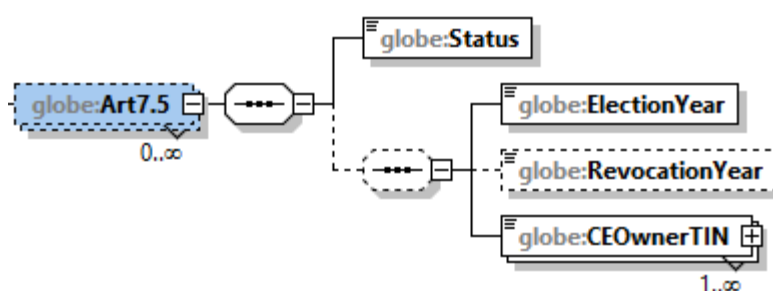 globe:Status
globe:Art7.5
0..∞
globe:ElectionYear
globe:RevocationYear
globe:CEOwnerTIN
1..∞